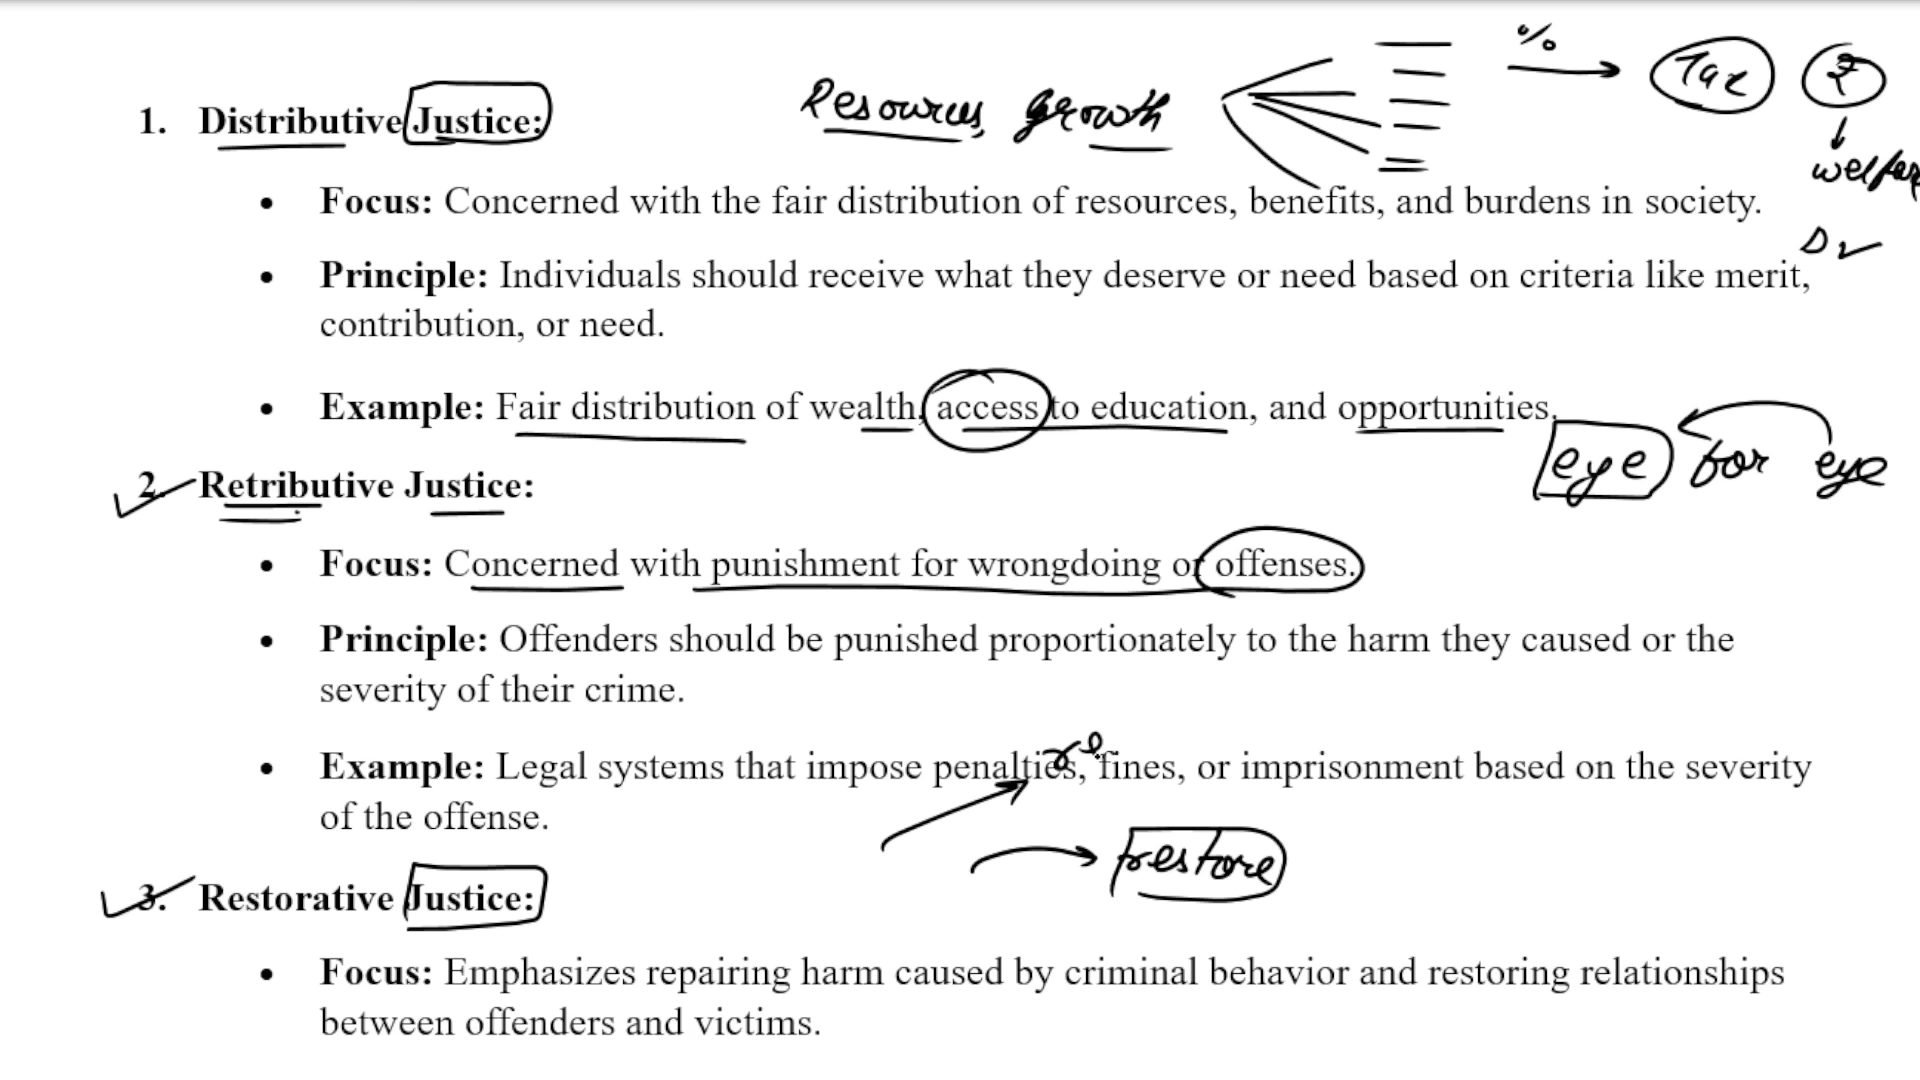 % Tax ₹
Resources, growth
welfare
1. Distributive Justice:
• Focus: Concerned with the fair distribution of resources, benefits, and burdens in society.
• Principle: Individuals should receive what they deserve or need based on criteria like merit,
contribution, or need.
• Example: Fair distribution of wealth, access to education, and opportunities.
eye for eye
2. Retributive Justice:
• Focus: Concerned with punishment for wrongdoing or offenses.
• Principle: Offenders should be punished proportionately to the harm they caused or the
severity of their crime.
• Example: Legal systems that impose penalties, fines, or imprisonment based on the severity
of the offense.
restore
3. Restorative Justice:
• Focus: Emphasizes repairing harm caused by criminal behavior and restoring relationships
between offenders and victims.